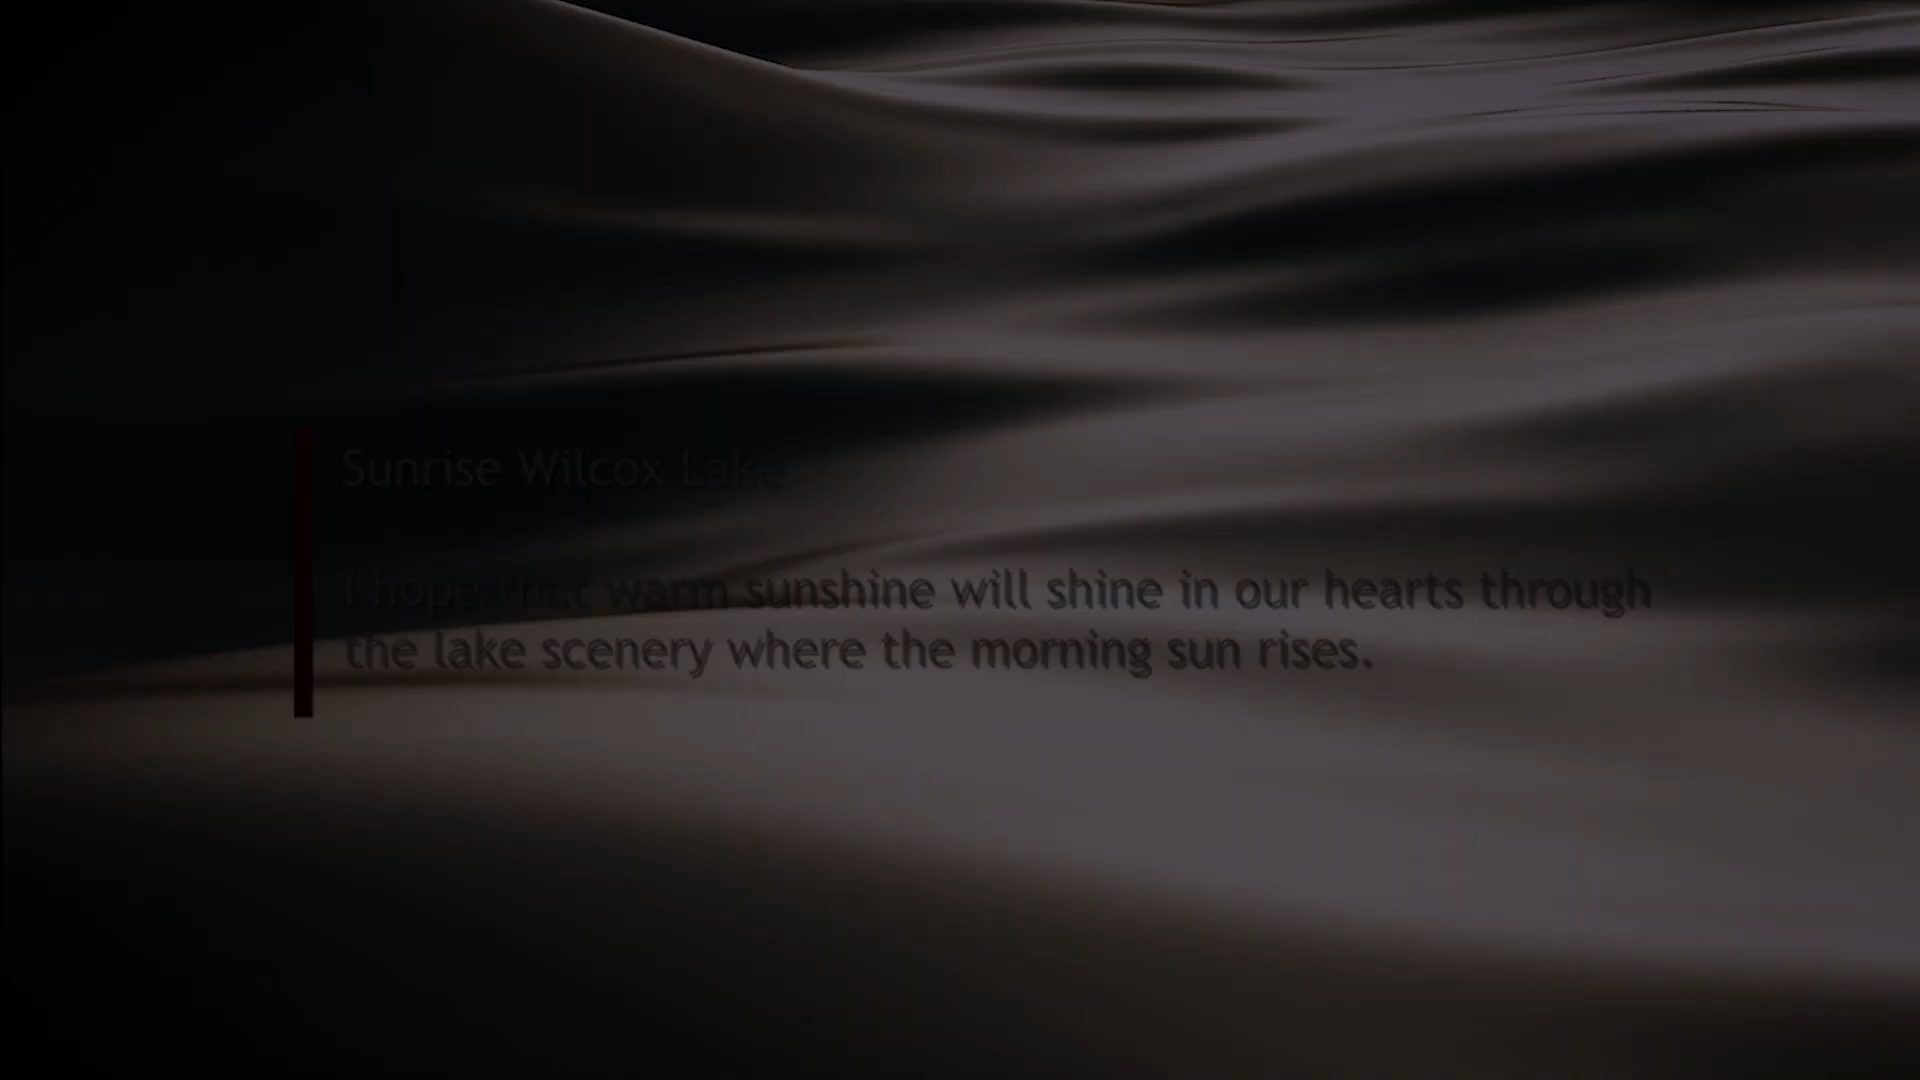 Sunrise Wilcox Lake
I hope that warm sunshine will shine in our hearts through
the lake scenery where the morning sun rises.